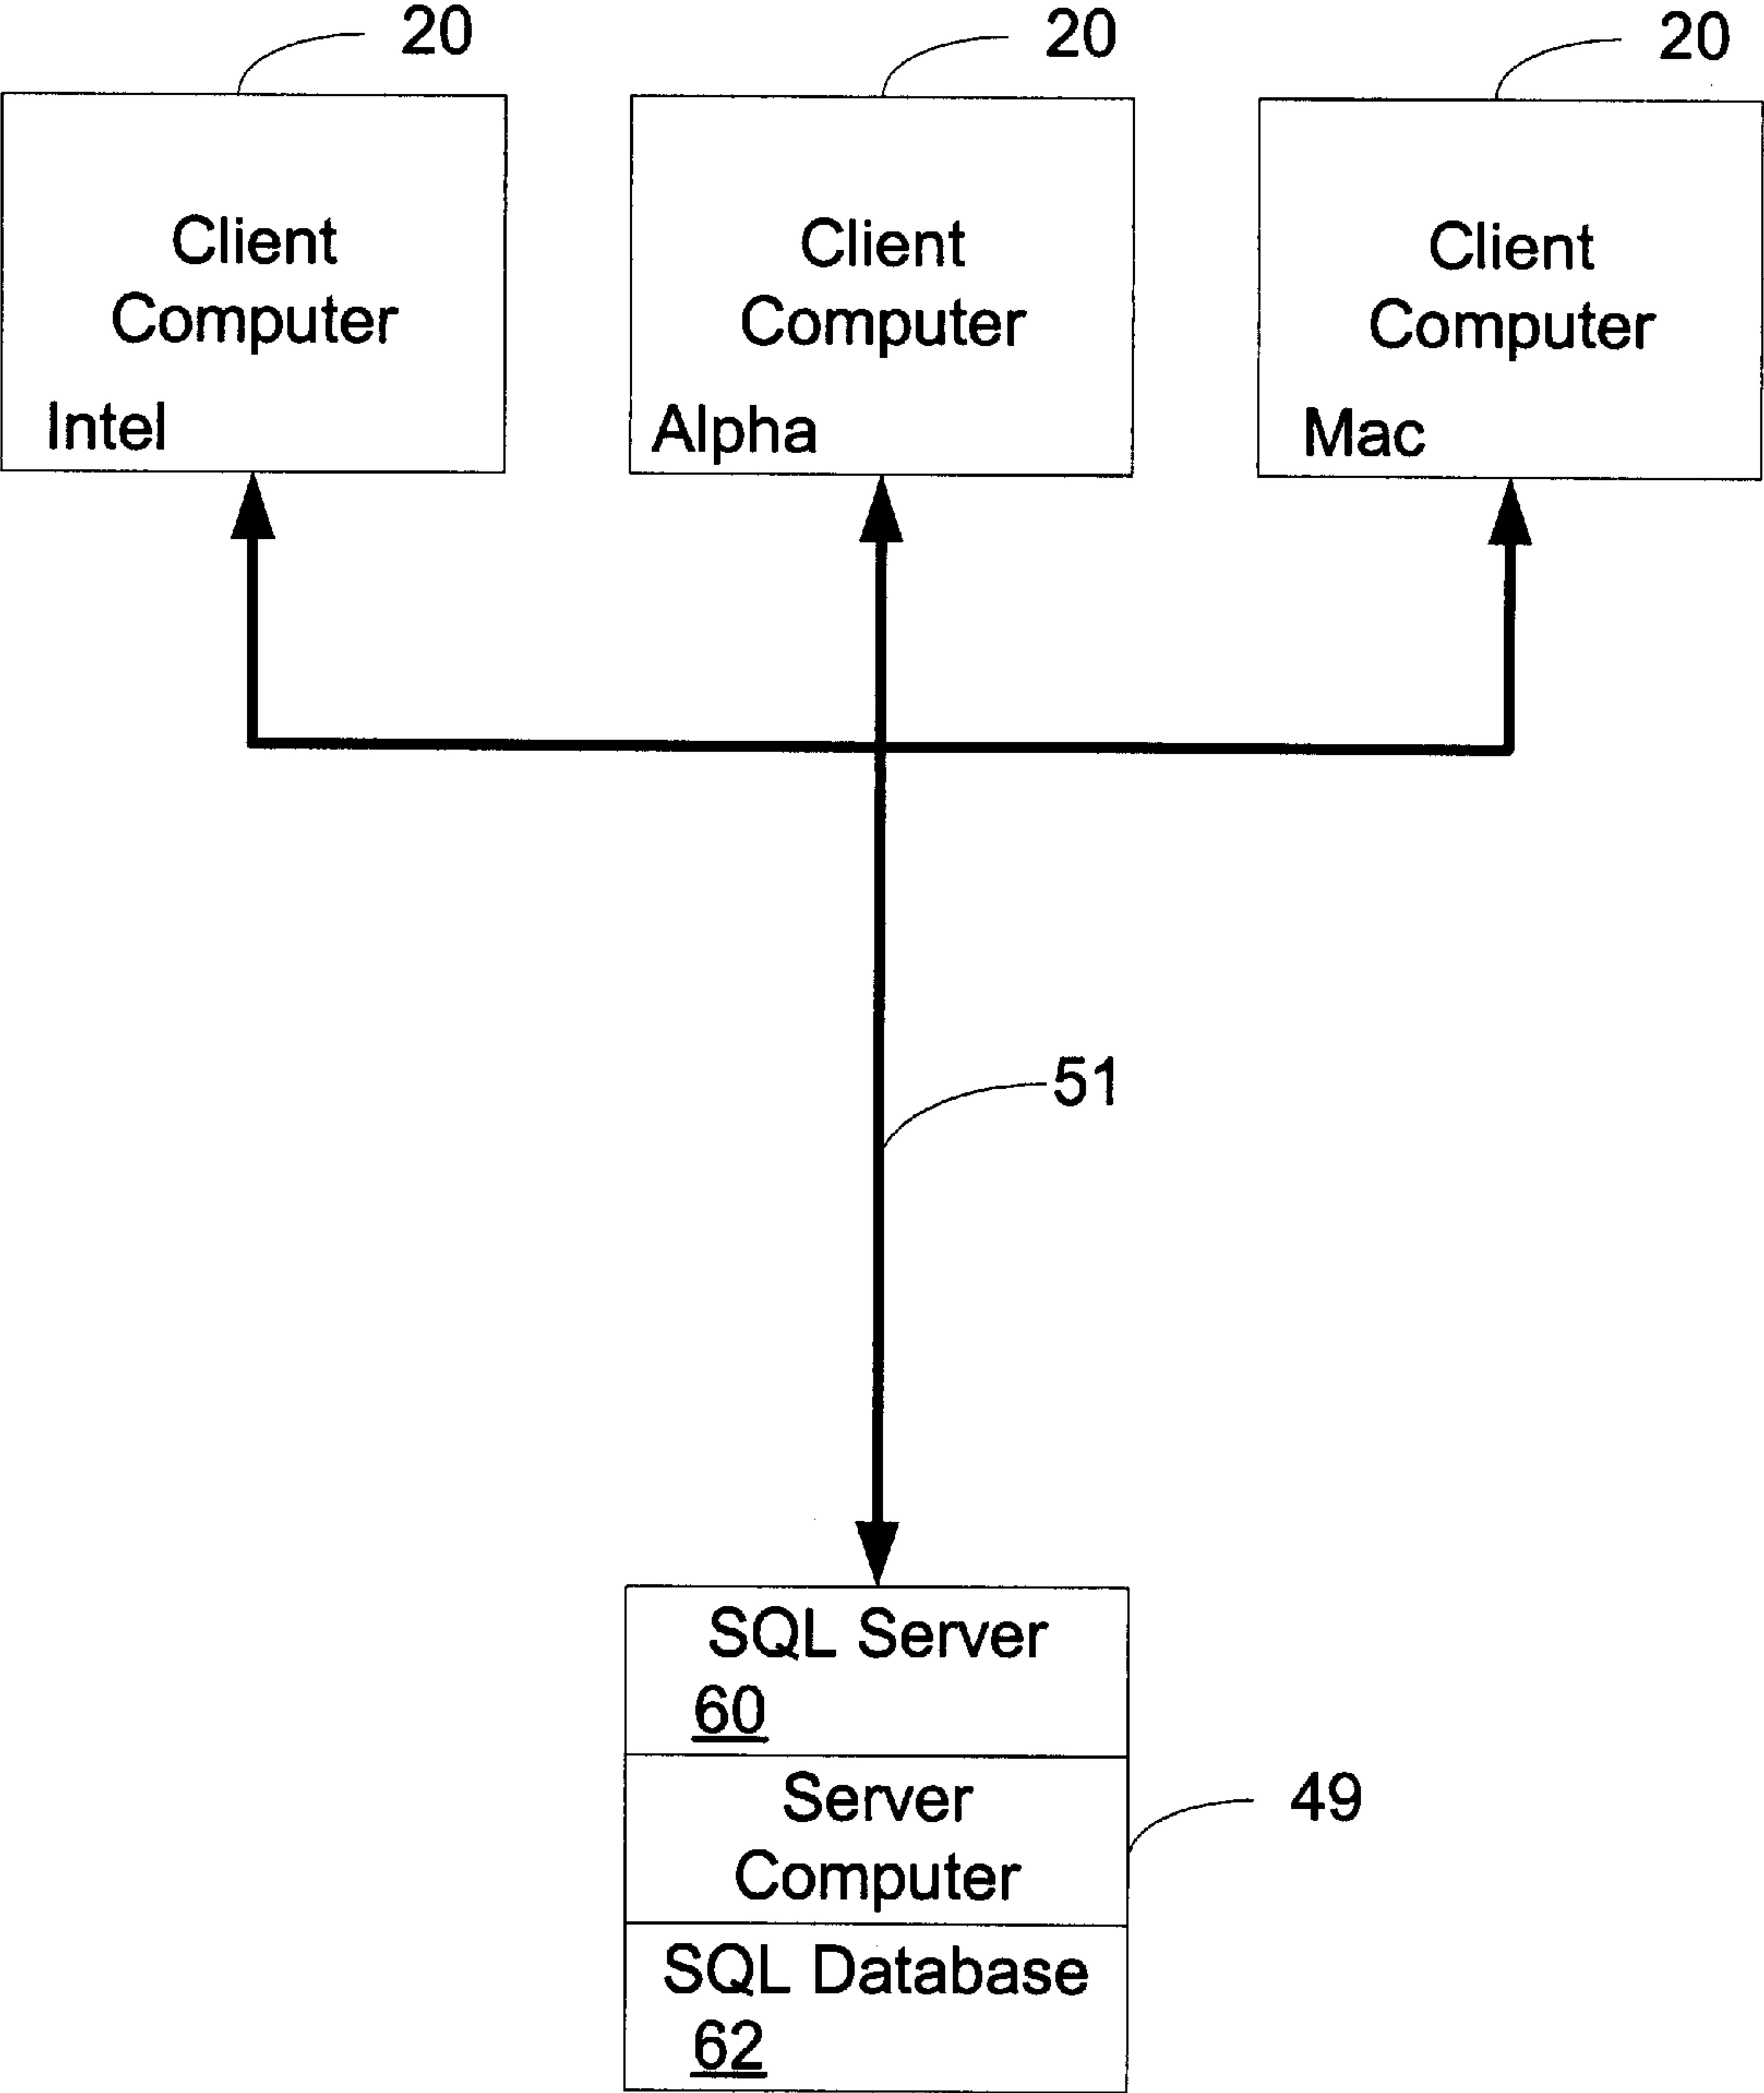 20
20
20
Client
Computer
Intel
Client
Computer
Alpha
Client
Computer
Mac
51
SQL Server
60
Server
Computer
49
SQL Database
62